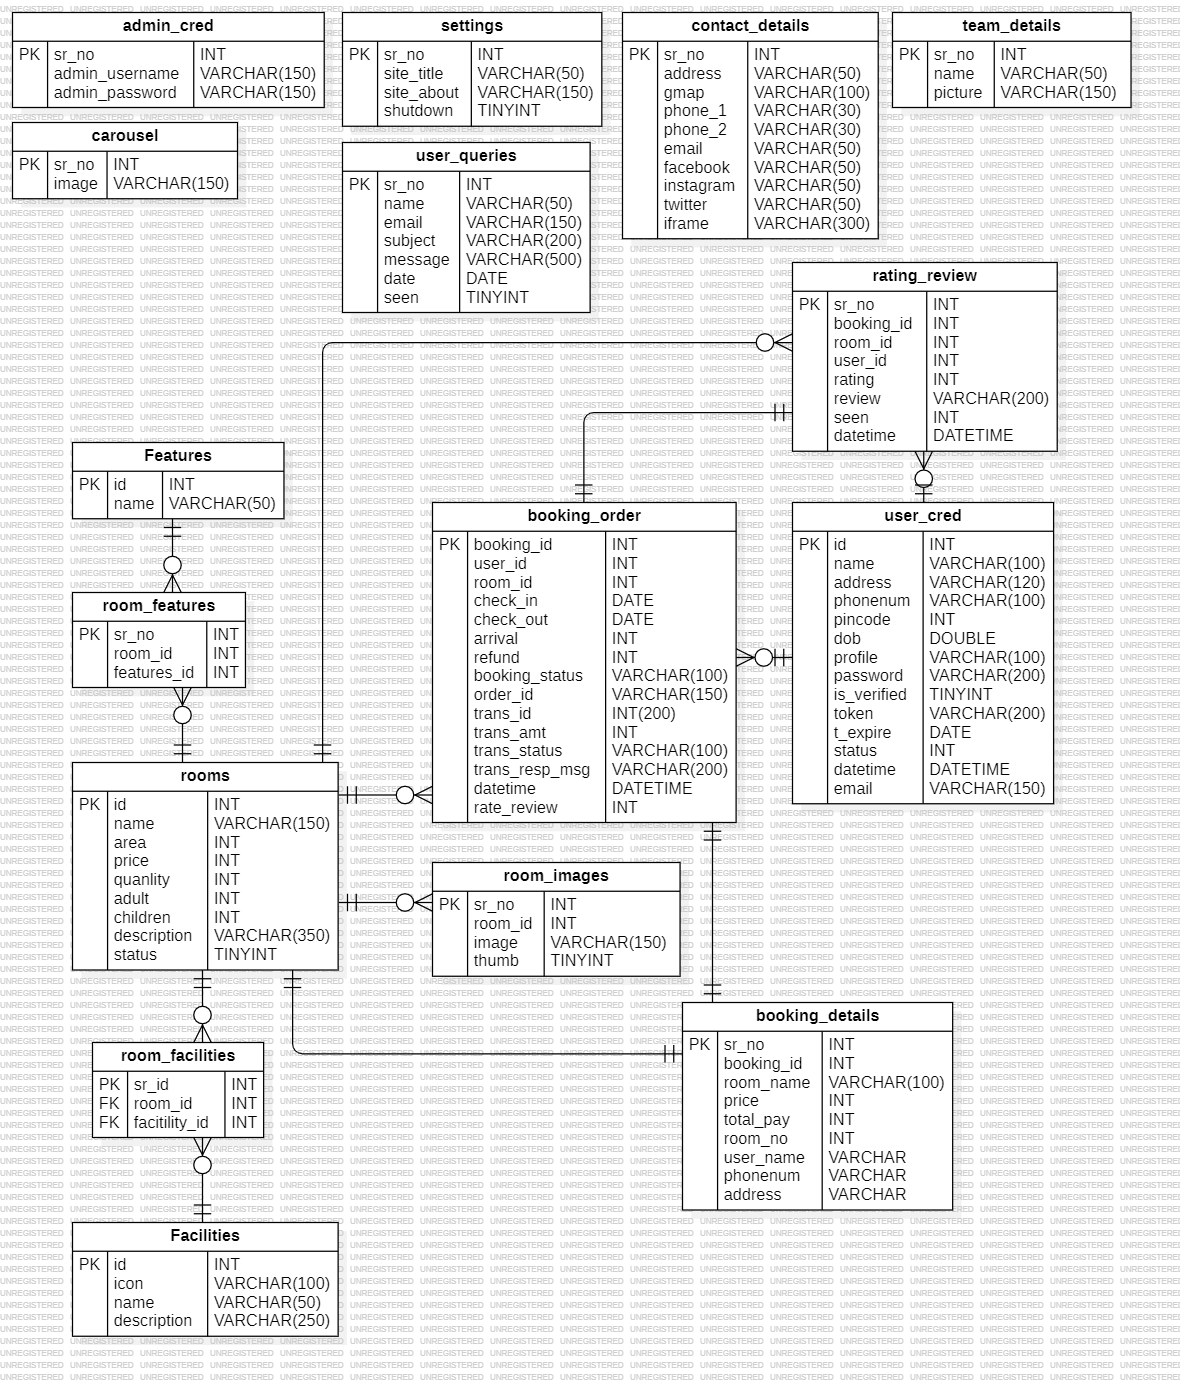 admin_cred
PK sr_no INT
admin_username VARCHAR(150)
admin_password VARCHAR(150)
settings
PK sr_no INT
site_title VARCHAR(50)
site_about VARCHAR(150)
shutdown TINYINT
contact_details
PK sr_no INT
address VARCHAR(50)
gmap VARCHAR(100)
phone_1 VARCHAR(30)
phone_2 VARCHAR(30)
email VARCHAR(50)
facebook VARCHAR(50)
instagram VARCHAR(50)
twitter VARCHAR(50)
iframe VARCHAR(300)
team_details
PK sr_no INT
name VARCHAR(50)
picture VARCHAR(150)
carousel
PK sr_no INT
image VARCHAR(150)
user_queries
PK sr_no INT
name VARCHAR(50)
email VARCHAR(150)
subject VARCHAR(200)
message VARCHAR(500)
date DATE
seen TINYINT
rating_review
PK sr_no INT
booking_id INT
room_id INT
user_id INT
rating INT
review VARCHAR(200)
seen INT
datetime DATETIME
Features
PK id INT
name VARCHAR(50)
room_features
PK sr_no INT
room_id INT
features_id INT
booking_order
PK booking_id INT
user_id INT
room_id INT
check_in DATE
check_out DATE
arrival INT
refund INT
booking_status VARCHAR(100)
order_id VARCHAR(150)
trans_id INT(200)
trans_amt INT
trans_status VARCHAR(100)
trans_resp_msg VARCHAR(200)
datetime DATETIME
rate_review INT
user_cred
PK id INT
name VARCHAR(100)
address VARCHAR(120)
phonenum VARCHAR(100)
pincode INT
dob DOUBLE
profile VARCHAR(100)
password VARCHAR(200)
is_verified TINYINT
token VARCHAR(200)
t_expire DATE
status INT
datetime DATETIME
email VARCHAR(150)
rooms
PK id INT
name VARCHAR(150)
area INT
price INT
quanlity INT
adult INT
children INT
description VARCHAR(350)
status TINYINT
room_images
PK sr_no INT
room_id INT
image VARCHAR(150)
thumb TINYINT
booking_details
PK sr_no INT
booking_id INT
room_name VARCHAR(100)
price INT
total_pay INT
room_no INT
user_name VARCHAR
phonenum VARCHAR
address VARCHAR
room_facilities
PK sr_id INT
FK room_id INT
FK facitility_id INT
Facilities
PK id INT
icon VARCHAR(100)
name VARCHAR(50)
description VARCHAR(250)
UNREGISTERED